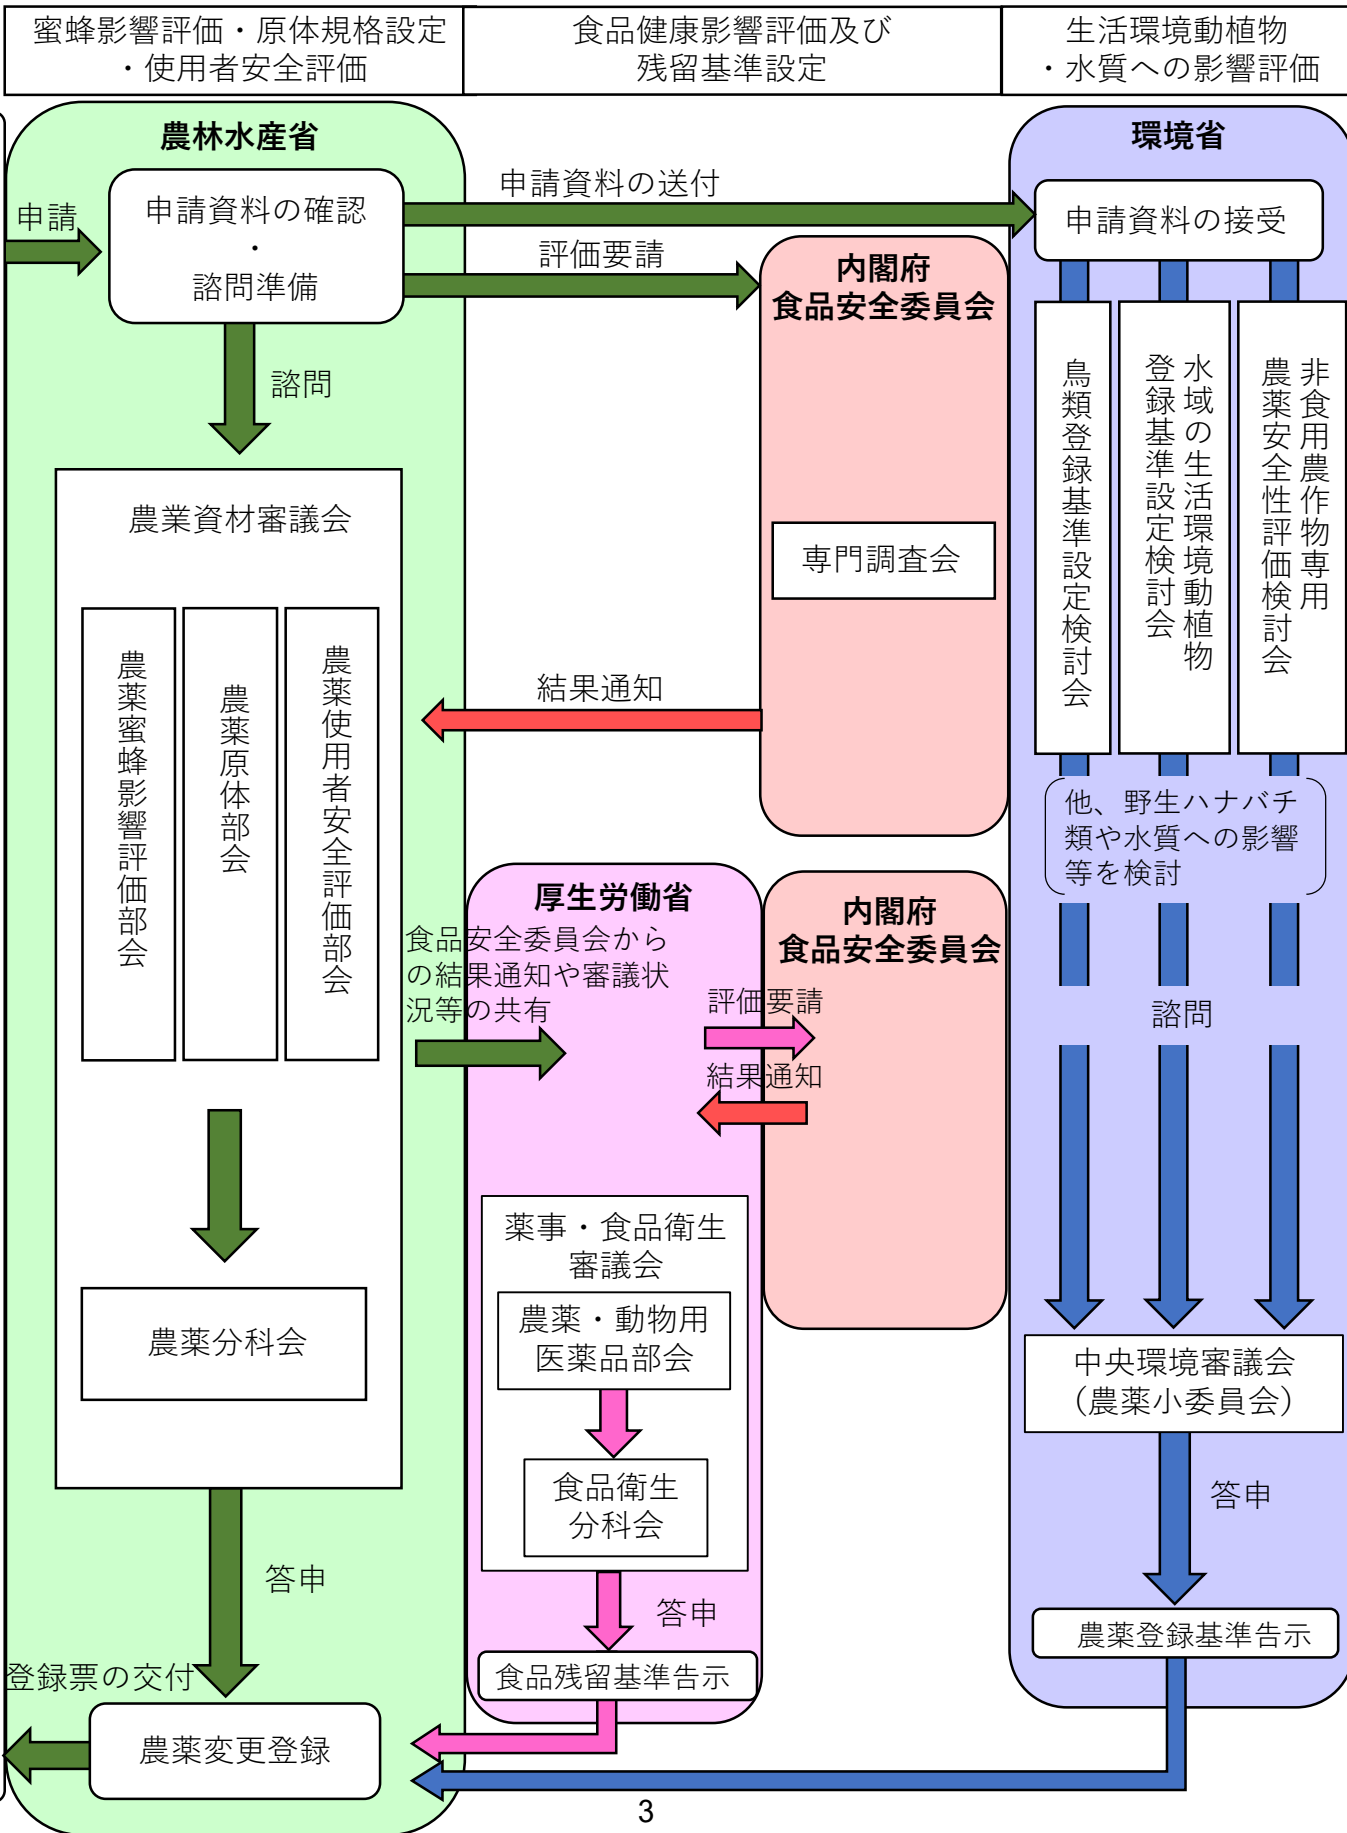 蜜蜂影響評価・原体規格設定
・使用者安全評価
食品健康影響評価及び
残留基準設定
生活環境動植物
・水質への影響評価
農林水産省
申請
申請資料の確認
・
諮問準備
申請資料の送付
評価要請
諮問
農業資材審議会
農薬蜜蜂影響評価部会
農薬原体部会
農薬使用者安全評価部会
農薬分科会
答申
登録票の交付
農薬変更登録
内閣府
食品安全委員会
専門調査会
結果通知
厚生労働省
食品安全委員会から
の結果通知や審議状
況等の共有
内閣府
食品安全委員会
評価要請
結果通知
薬事・食品衛生
審議会
農薬・動物用
医薬品部会
食品衛生
分科会
答申
食品残留基準告示
環境省
申請資料の接受
鳥類登録基準設定検討会
水域の生活環境動植物
登録基準設定検討会
非食用農作物専用
農薬安全性評価検討会
他、野生ハナバチ
類や水質への影響
等を検討
諮問
中央環境審議会
（農薬小委員会）
答申
農薬登録基準告示
3